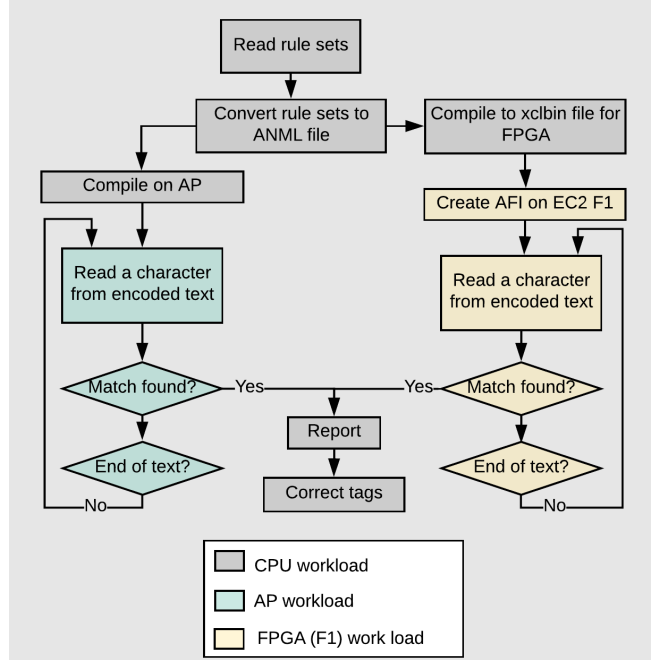 Read rule sets
Convert rule sets to
ANML file
Compile to xclbin file for
FPGA
Compile on AP
Create AFI on EC2 F1
Read a character
from encoded text
Read a character
from encoded text
Match found?
Yes
Yes
Match found?
Report
End of text?
End of text?
Correct tags
No
No
CPU workload
AP workload
FPGA (F1) work load